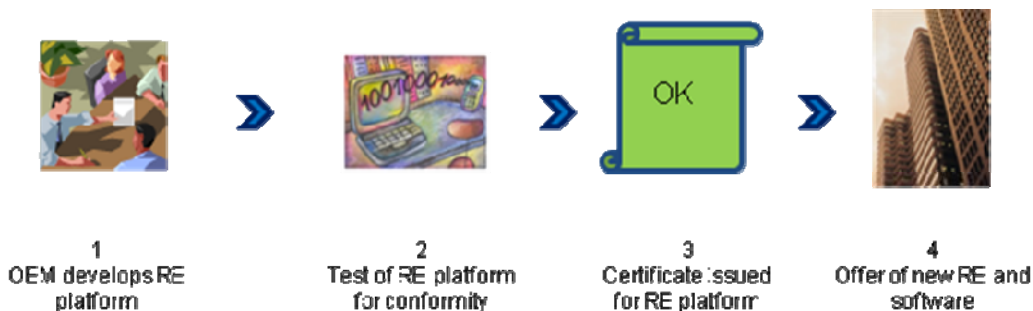 100100010
OK
1
OEM develops RE
platform
2
Test of RE platform
for conformity
3
Certificate issued
for RE platform
4
Offer of new RE and
software